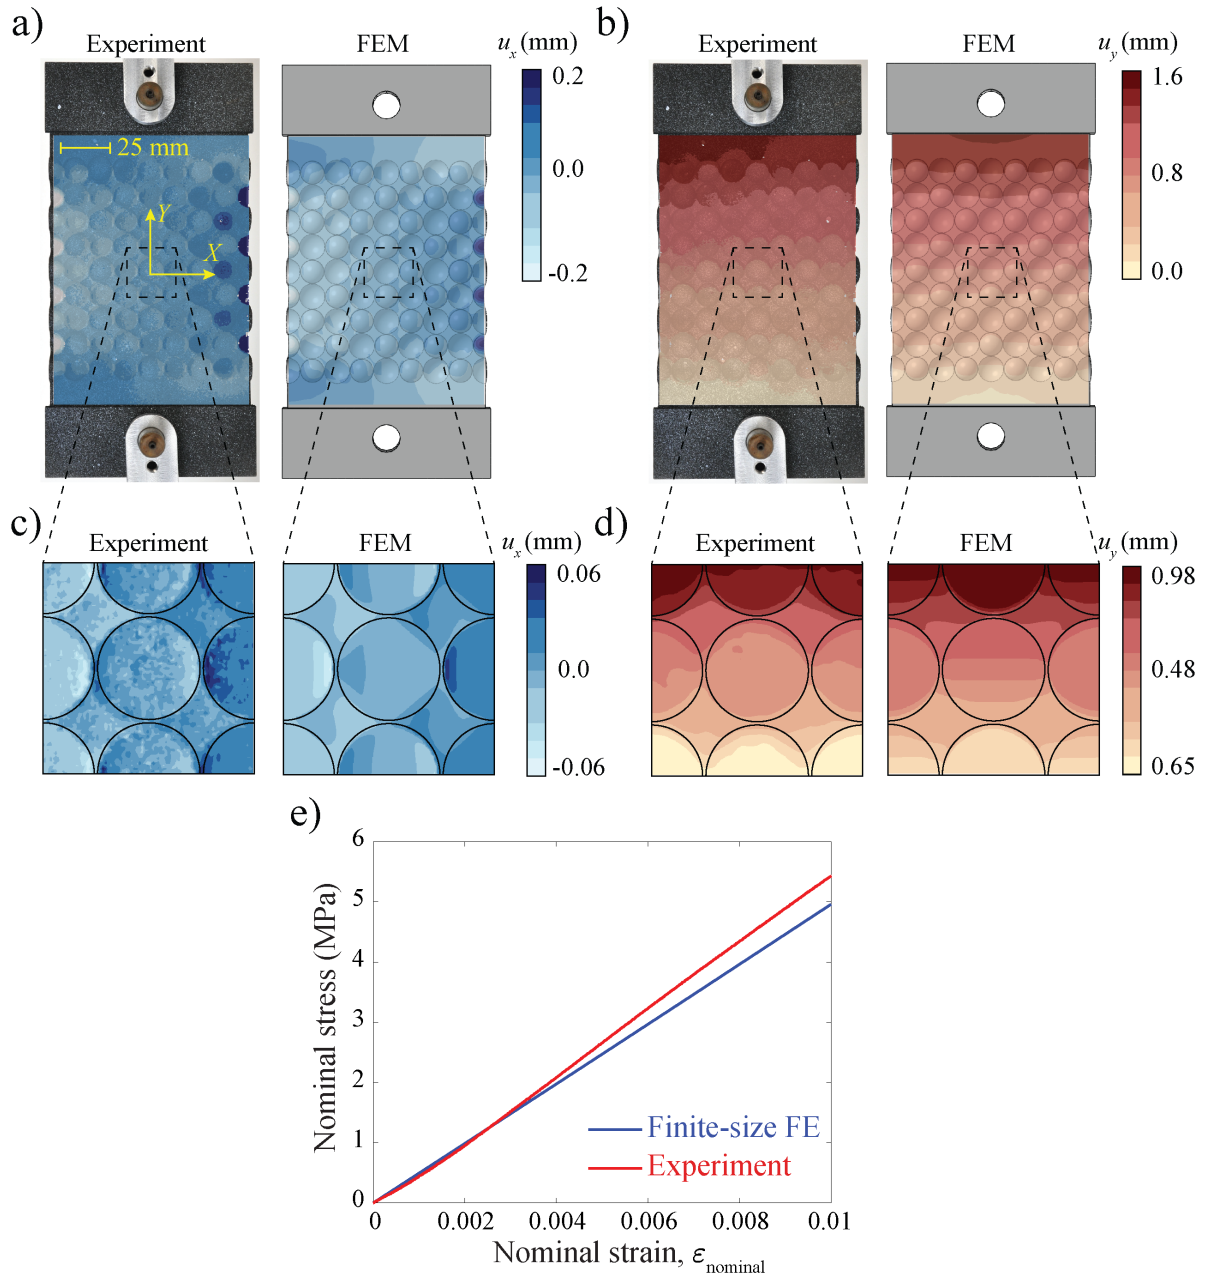 a)
Experiment
FEM
u_x (mm)
0.2
0.0
-0.2
25 mm
Y
X
b)
Experiment
FEM
u_y (mm)
1.6
0.8
0.0
c)
Experiment
FEM
u_x (mm)
0.06
0.0
-0.06
d)
Experiment
FEM
u_y (mm)
0.98
0.48
0.65
e)
Nominal stress (MPa)
6
5
4
3
2
1
0
Finite-size FE
Experiment
0 0.002 0.004 0.006 0.008 0.01
Nominal strain, ε_nominal